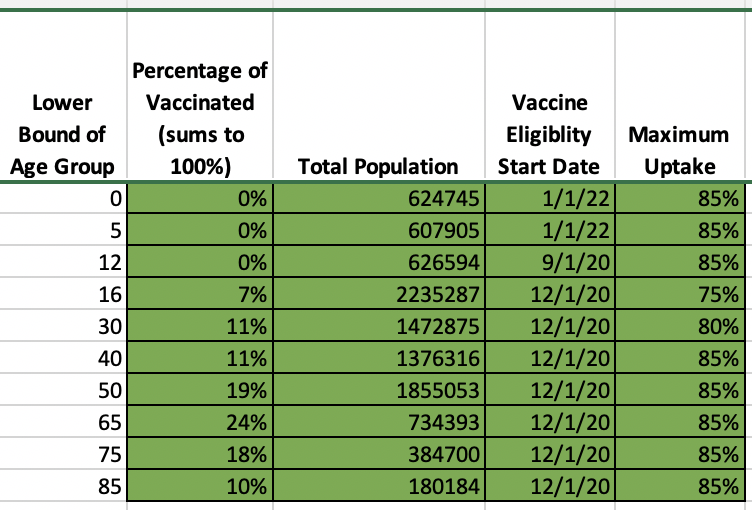 Lower Bound of Age Group | Percentage of Vaccinated (sums to 100%) | Total Population | Vaccine Eligiblity Start Date | Maximum Uptake
0 | 0% | 624745 | 1/1/22 | 85%
5 | 0% | 607905 | 1/1/22 | 85%
12 | 0% | 626594 | 9/1/20 | 85%
16 | 7% | 2235287 | 12/1/20 | 75%
30 | 11% | 1472875 | 12/1/20 | 80%
40 | 11% | 1376316 | 12/1/20 | 85%
50 | 19% | 1855053 | 12/1/20 | 85%
65 | 24% | 734393 | 12/1/20 | 85%
75 | 18% | 384700 | 12/1/20 | 85%
85 | 10% | 180184 | 12/1/20 | 85%